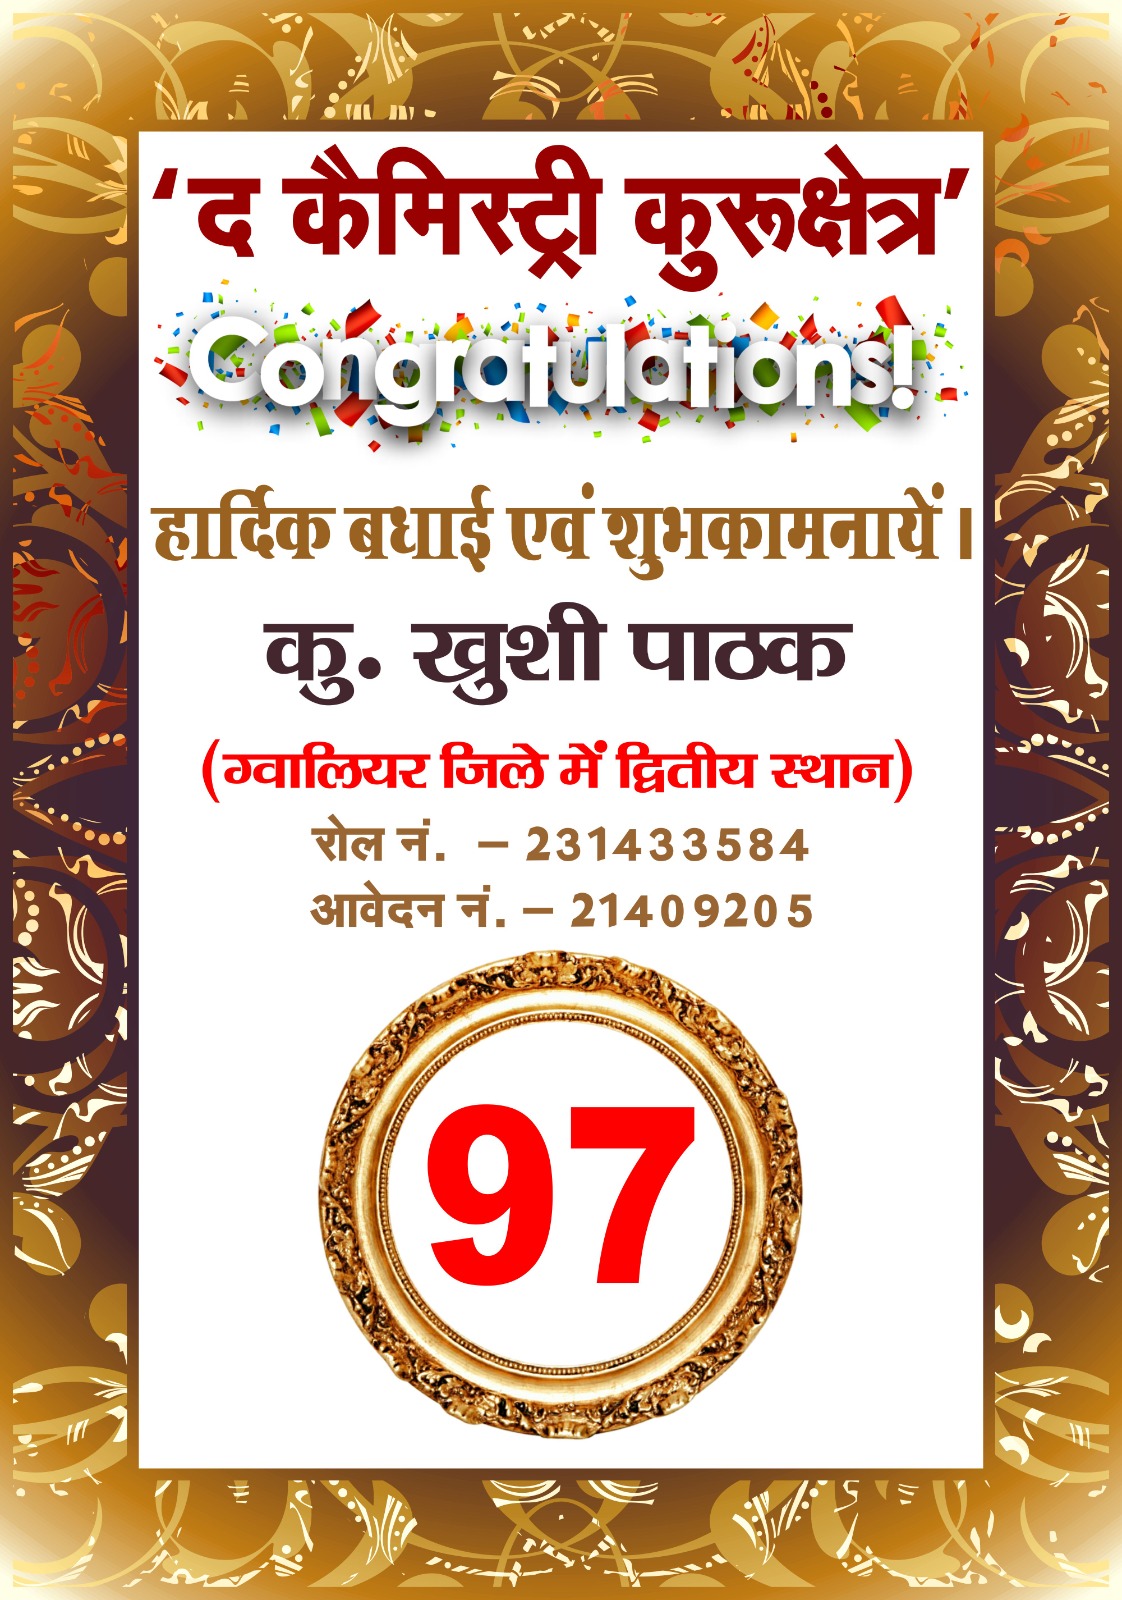 ‘द कैमिस्ट्री कुरूक्षेत्र’
Congratulations!
हार्दिक बधाई एवं शुभकामनायें।
कु. खुशी पाठक
(ग्वालियर जिले में द्वितीय स्थान)
रोल नं. – 231433584
आवेदन नं. – 21409205
97